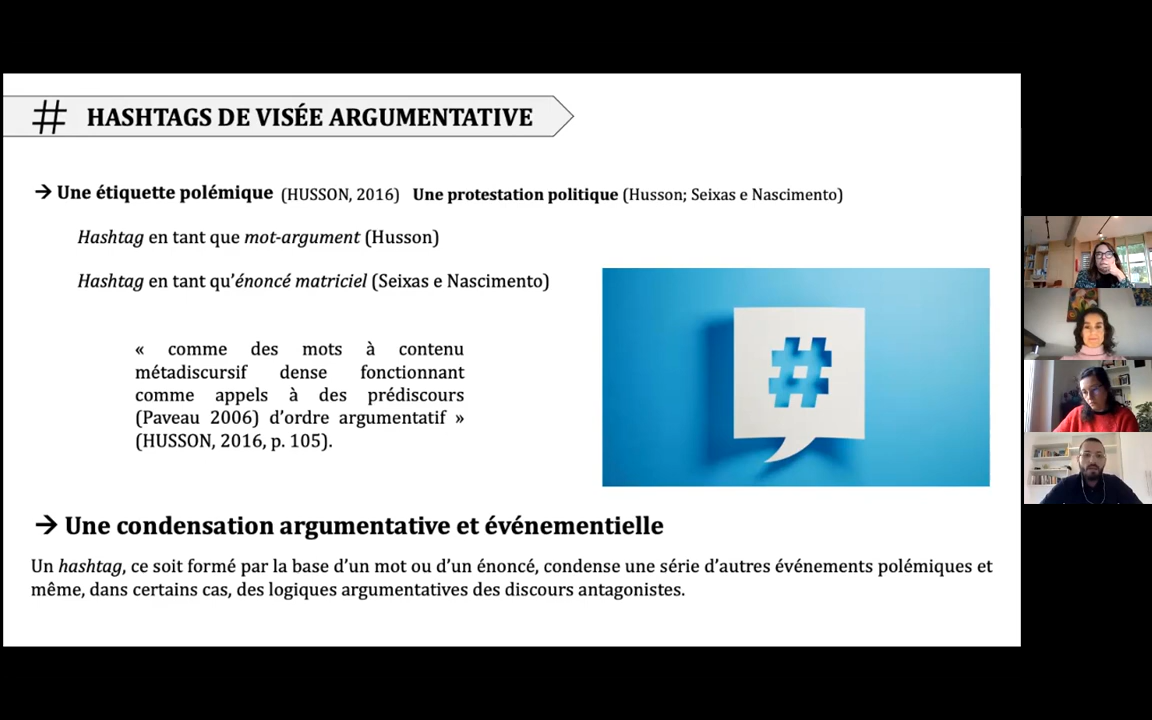 # HASHTAGS DE VISÉE ARGUMENTATIVE
→ Une étiquette polémique (HUSSON, 2016) Une protestation politique (Husson; Seixas e Nascimento)
Hashtag en tant que mot-argument (Husson)
Hashtag en tant qu’énoncé matriciel (Seixas e Nascimento)
« comme des mots à contenu
métadiscursif dense fonctionnant
comme appels à des prédiscours
(Paveau 2006) d’ordre argumentatif »
(HUSSON, 2016, p. 105).
#
→ Une condensation argumentative et événementielle
Un hashtag, ce soit formé par la base d’un mot ou d’un énoncé, condense une série d’autres événements polémiques et
même, dans certains cas, des logiques argumentatives des discours antagonistes.